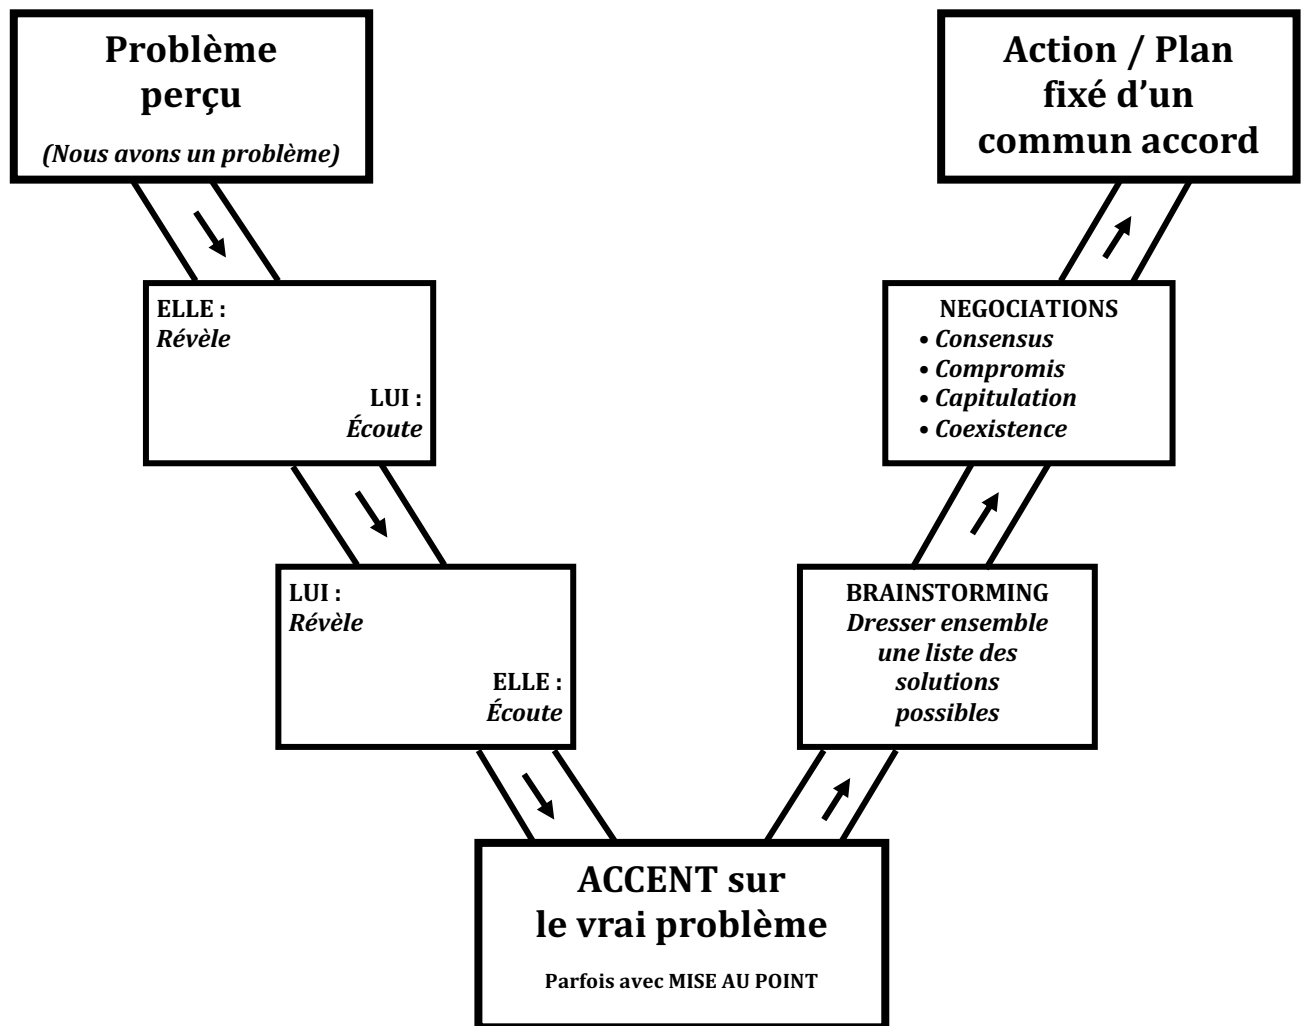 Problème
perçu
(Nous avons un problème)
ELLE :
Révèle
LUI :
Écoute
LUI :
Révèle
ELLE :
Écoute
ACCENT sur
le vrai problème
Parfois avec MISE AU POINT
BRAINSTORMING
Dresser ensemble
une liste des
solutions
possibles
NEGOCIATIONS
• Consensus
• Compromis
• Capitulation
• Coexistence
Action / Plan
fixé d’un
commun accord